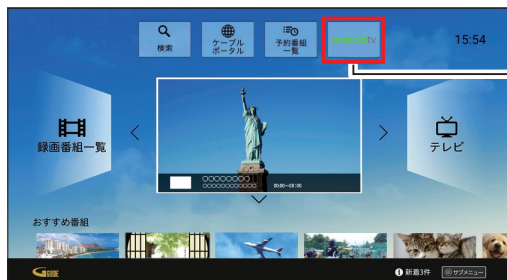 検索
ケーブル
ポータル
予約番組
一覧
androidtv
15:54
録画番組一覧
テレビ
○○○○○○○○
○○○○○○○○○○○○
00:00~00:00
おすすめ番組
G GUIDE
新着3件
サブメニュー